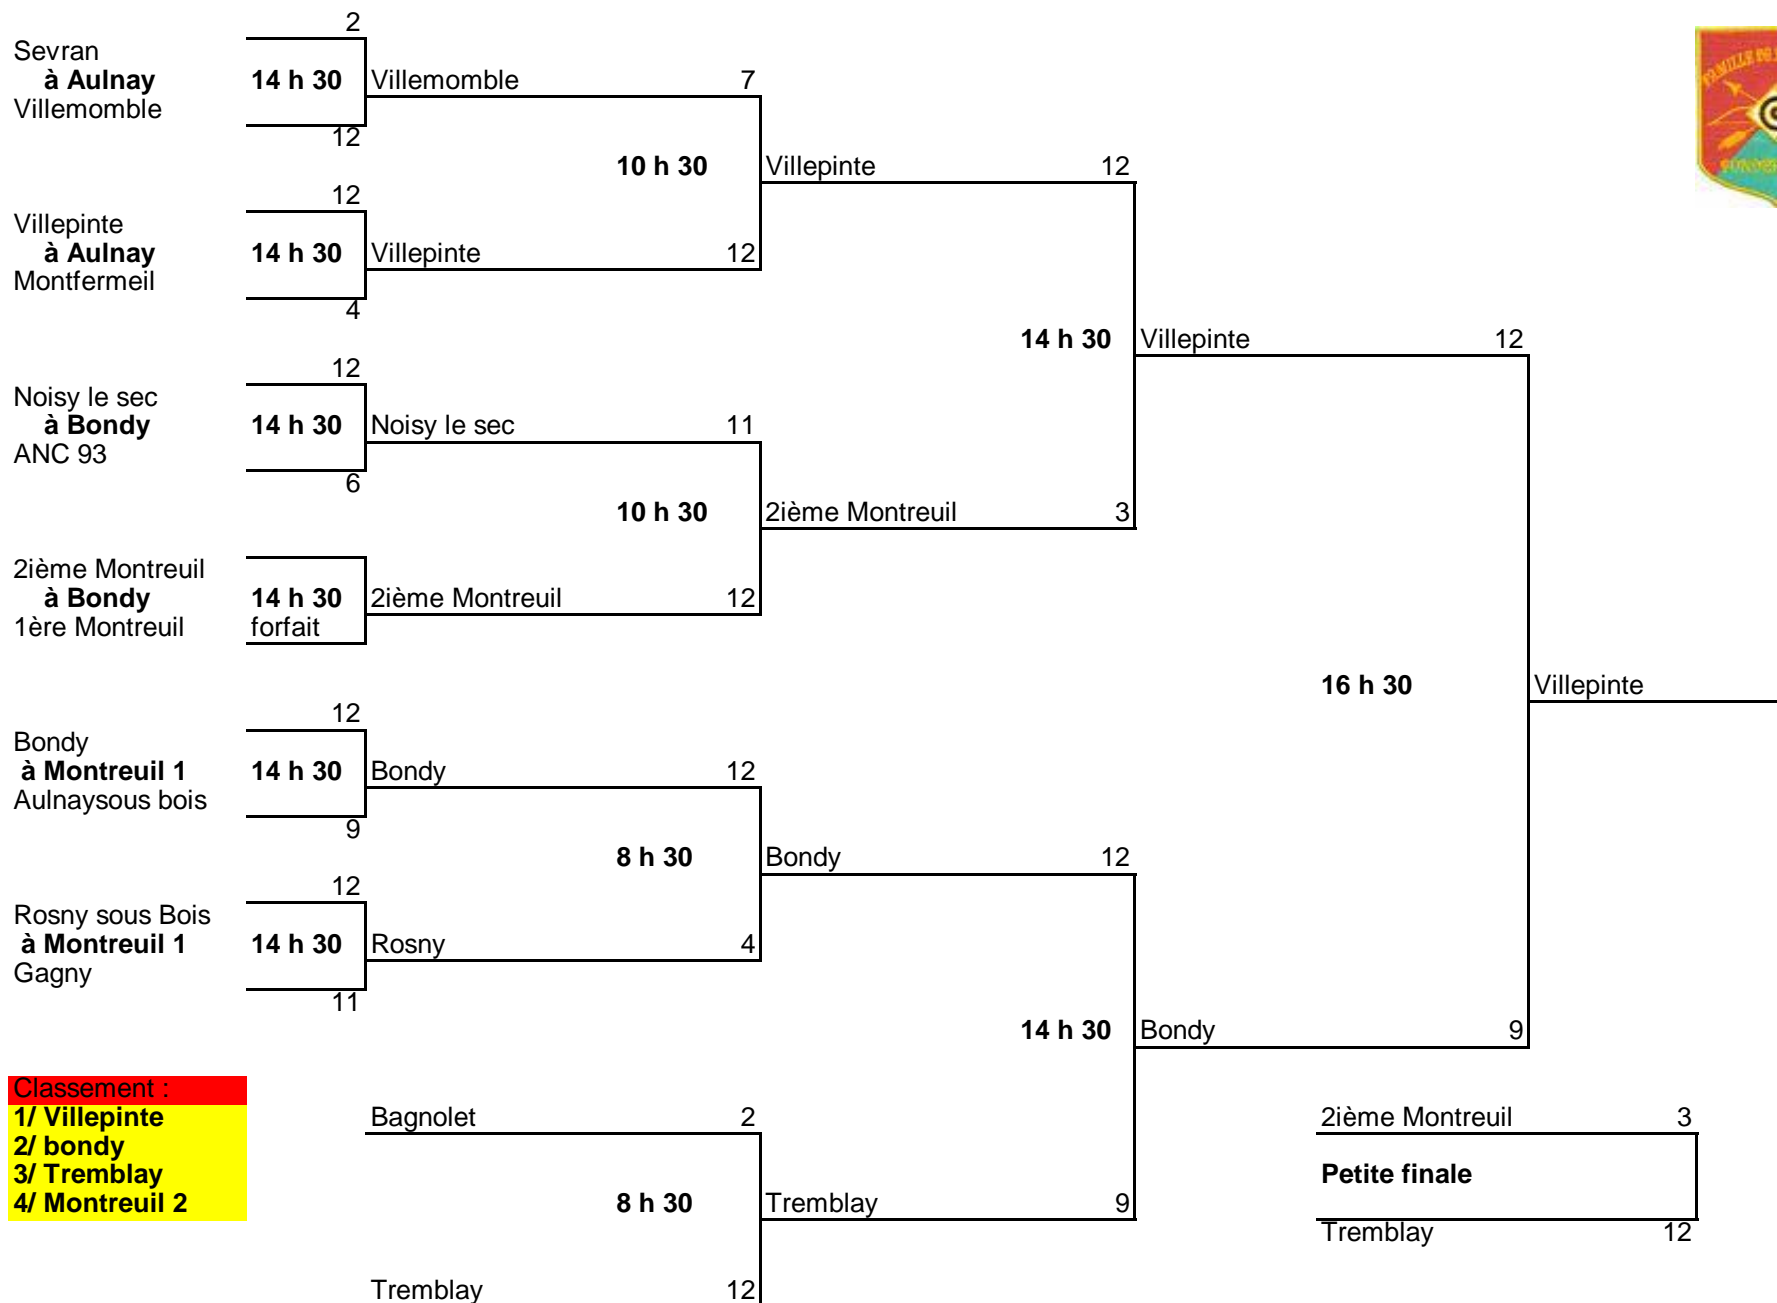 2
Sevran
à Aulnay 14 h 30 Villemomble 7
Villemomble
12
10 h 30 Villepinte 12
12
Villepinte
à Aulnay 14 h 30 Villepinte 12
Montfermeil
4
14 h 30 Villepinte 12
12
Noisy le sec
à Bondy 14 h 30 Noisy le sec 11
ANC 93
6
10 h 30 2ième Montreuil 3
2ième Montreuil
à Bondy 14 h 30 2ième Montreuil 12
1ère Montreuil forfait
16 h 30 Villepinte
12
Bondy
à Montreuil 1 14 h 30 Bondy 12
Aulnaysous bois
9
8 h 30 Bondy 12
12
Rosny sous Bois
à Montreuil 1 14 h 30 Rosny 4
Gagny
11
14 h 30 Bondy 9
Classement :
1/ Villepinte
2/ bondy
3/ Tremblay
4/ Montreuil 2
Bagnolet 2
8 h 30 Tremblay 9
Tremblay 12
2ième Montreuil 3
Petite finale
Tremblay 12